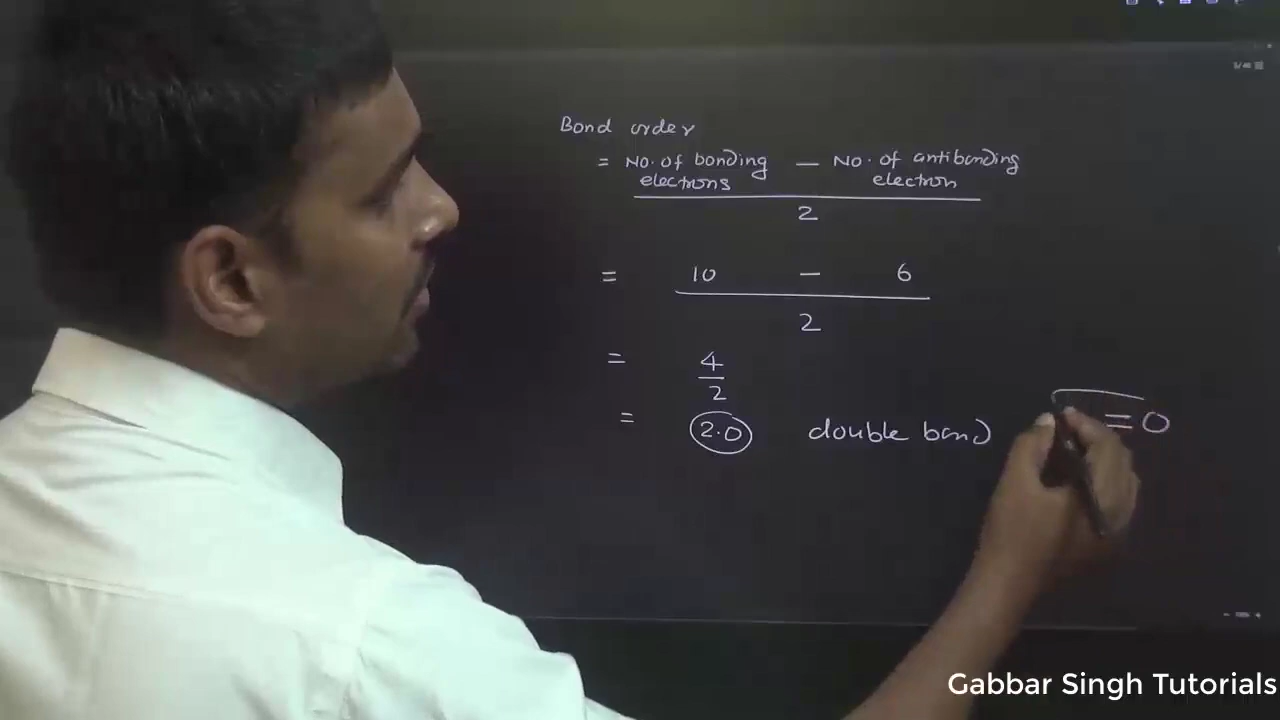 Bond order
= No. of bonding electrons — No. of antibonding electron
2
= 10 — 6
2
= 4
2
= 2.0 double bond
= O
Gabbar Singh Tutorials